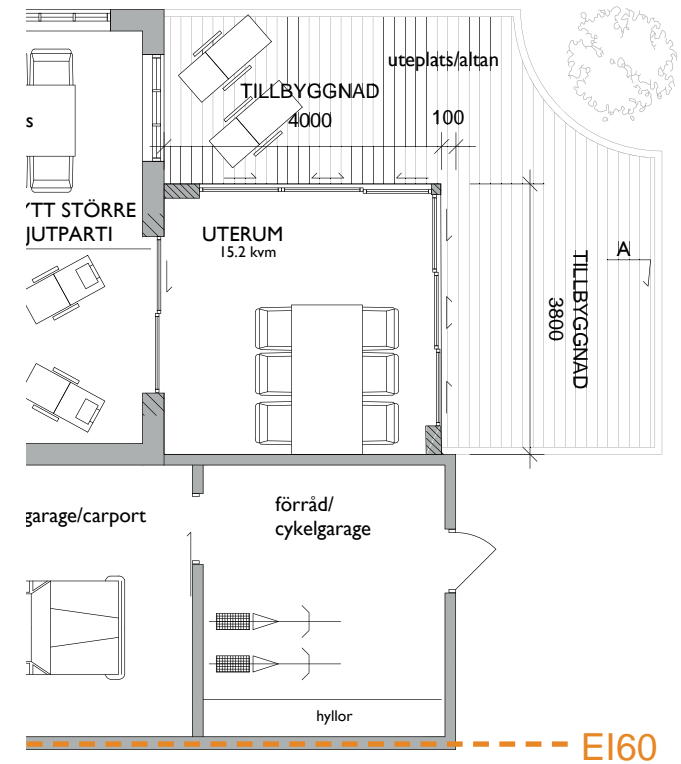 uteplats/altan
TILLBYGGNAD
4000
100
s
YTT STÖRRE
JUTPARTI
UTERUM
15.2 kvm
A
TILLBYGGNAD
3800
garage/carport
förråd/
cykelgarage
hyllor
EI60